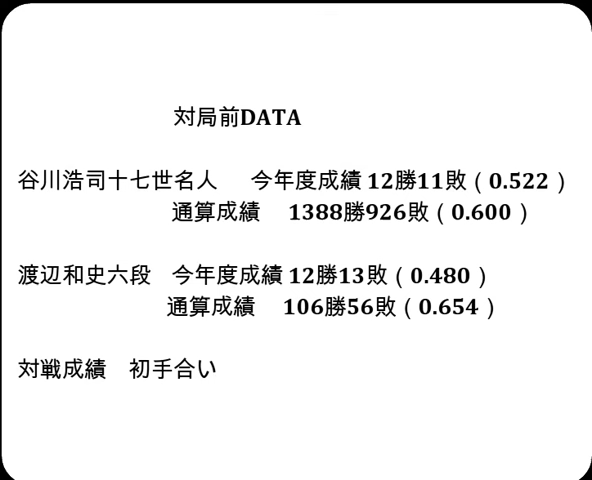 対局前DATA
谷川浩司十七世名人　今年度成績 12勝11敗（0.522）
通算成績　1388勝926敗（0.600）
渡辺和史六段　今年度成績 12勝13敗（0.480）
通算成績　106勝56敗（0.654）
対戦成績　初手合い